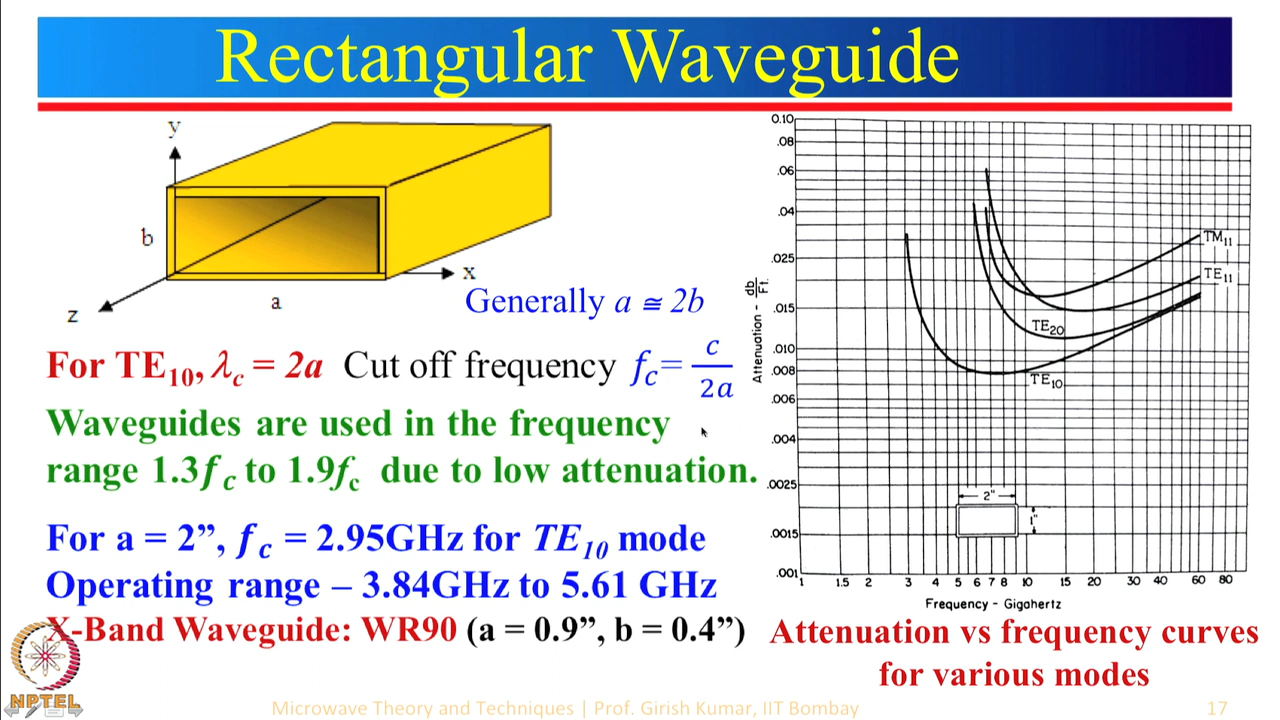 Rectangular Waveguide
y
b
x
a
z
Generally a ≅ 2b
For TE₁₀, λc = 2a Cut off frequency fc = c / 2a
Waveguides are used in the frequency
range 1.3fc to 1.9fc due to low attenuation.
For a = 2”, fc = 2.95GHz for TE₁₀ mode
Operating range – 3.84GHz to 5.61 GHz
X-Band Waveguide: WR90 (a = 0.9”, b = 0.4”)
0.10
.08
.06
.04
.025
.015
.010
.008
.006
.004
.0025
.0015
.001
Attenuation - db/Ft.
TM₁₁
TE₁₁
TE₂₀
TE₁₀
2"
1"
1 1.5 2 3 4 5 6 7 8 10 15 20 30 40 60 80
Frequency - Gigahertz
Attenuation vs frequency curves
for various modes
NPTEL
Microwave Theory and Techniques | Prof. Girish Kumar, IIT Bombay
17